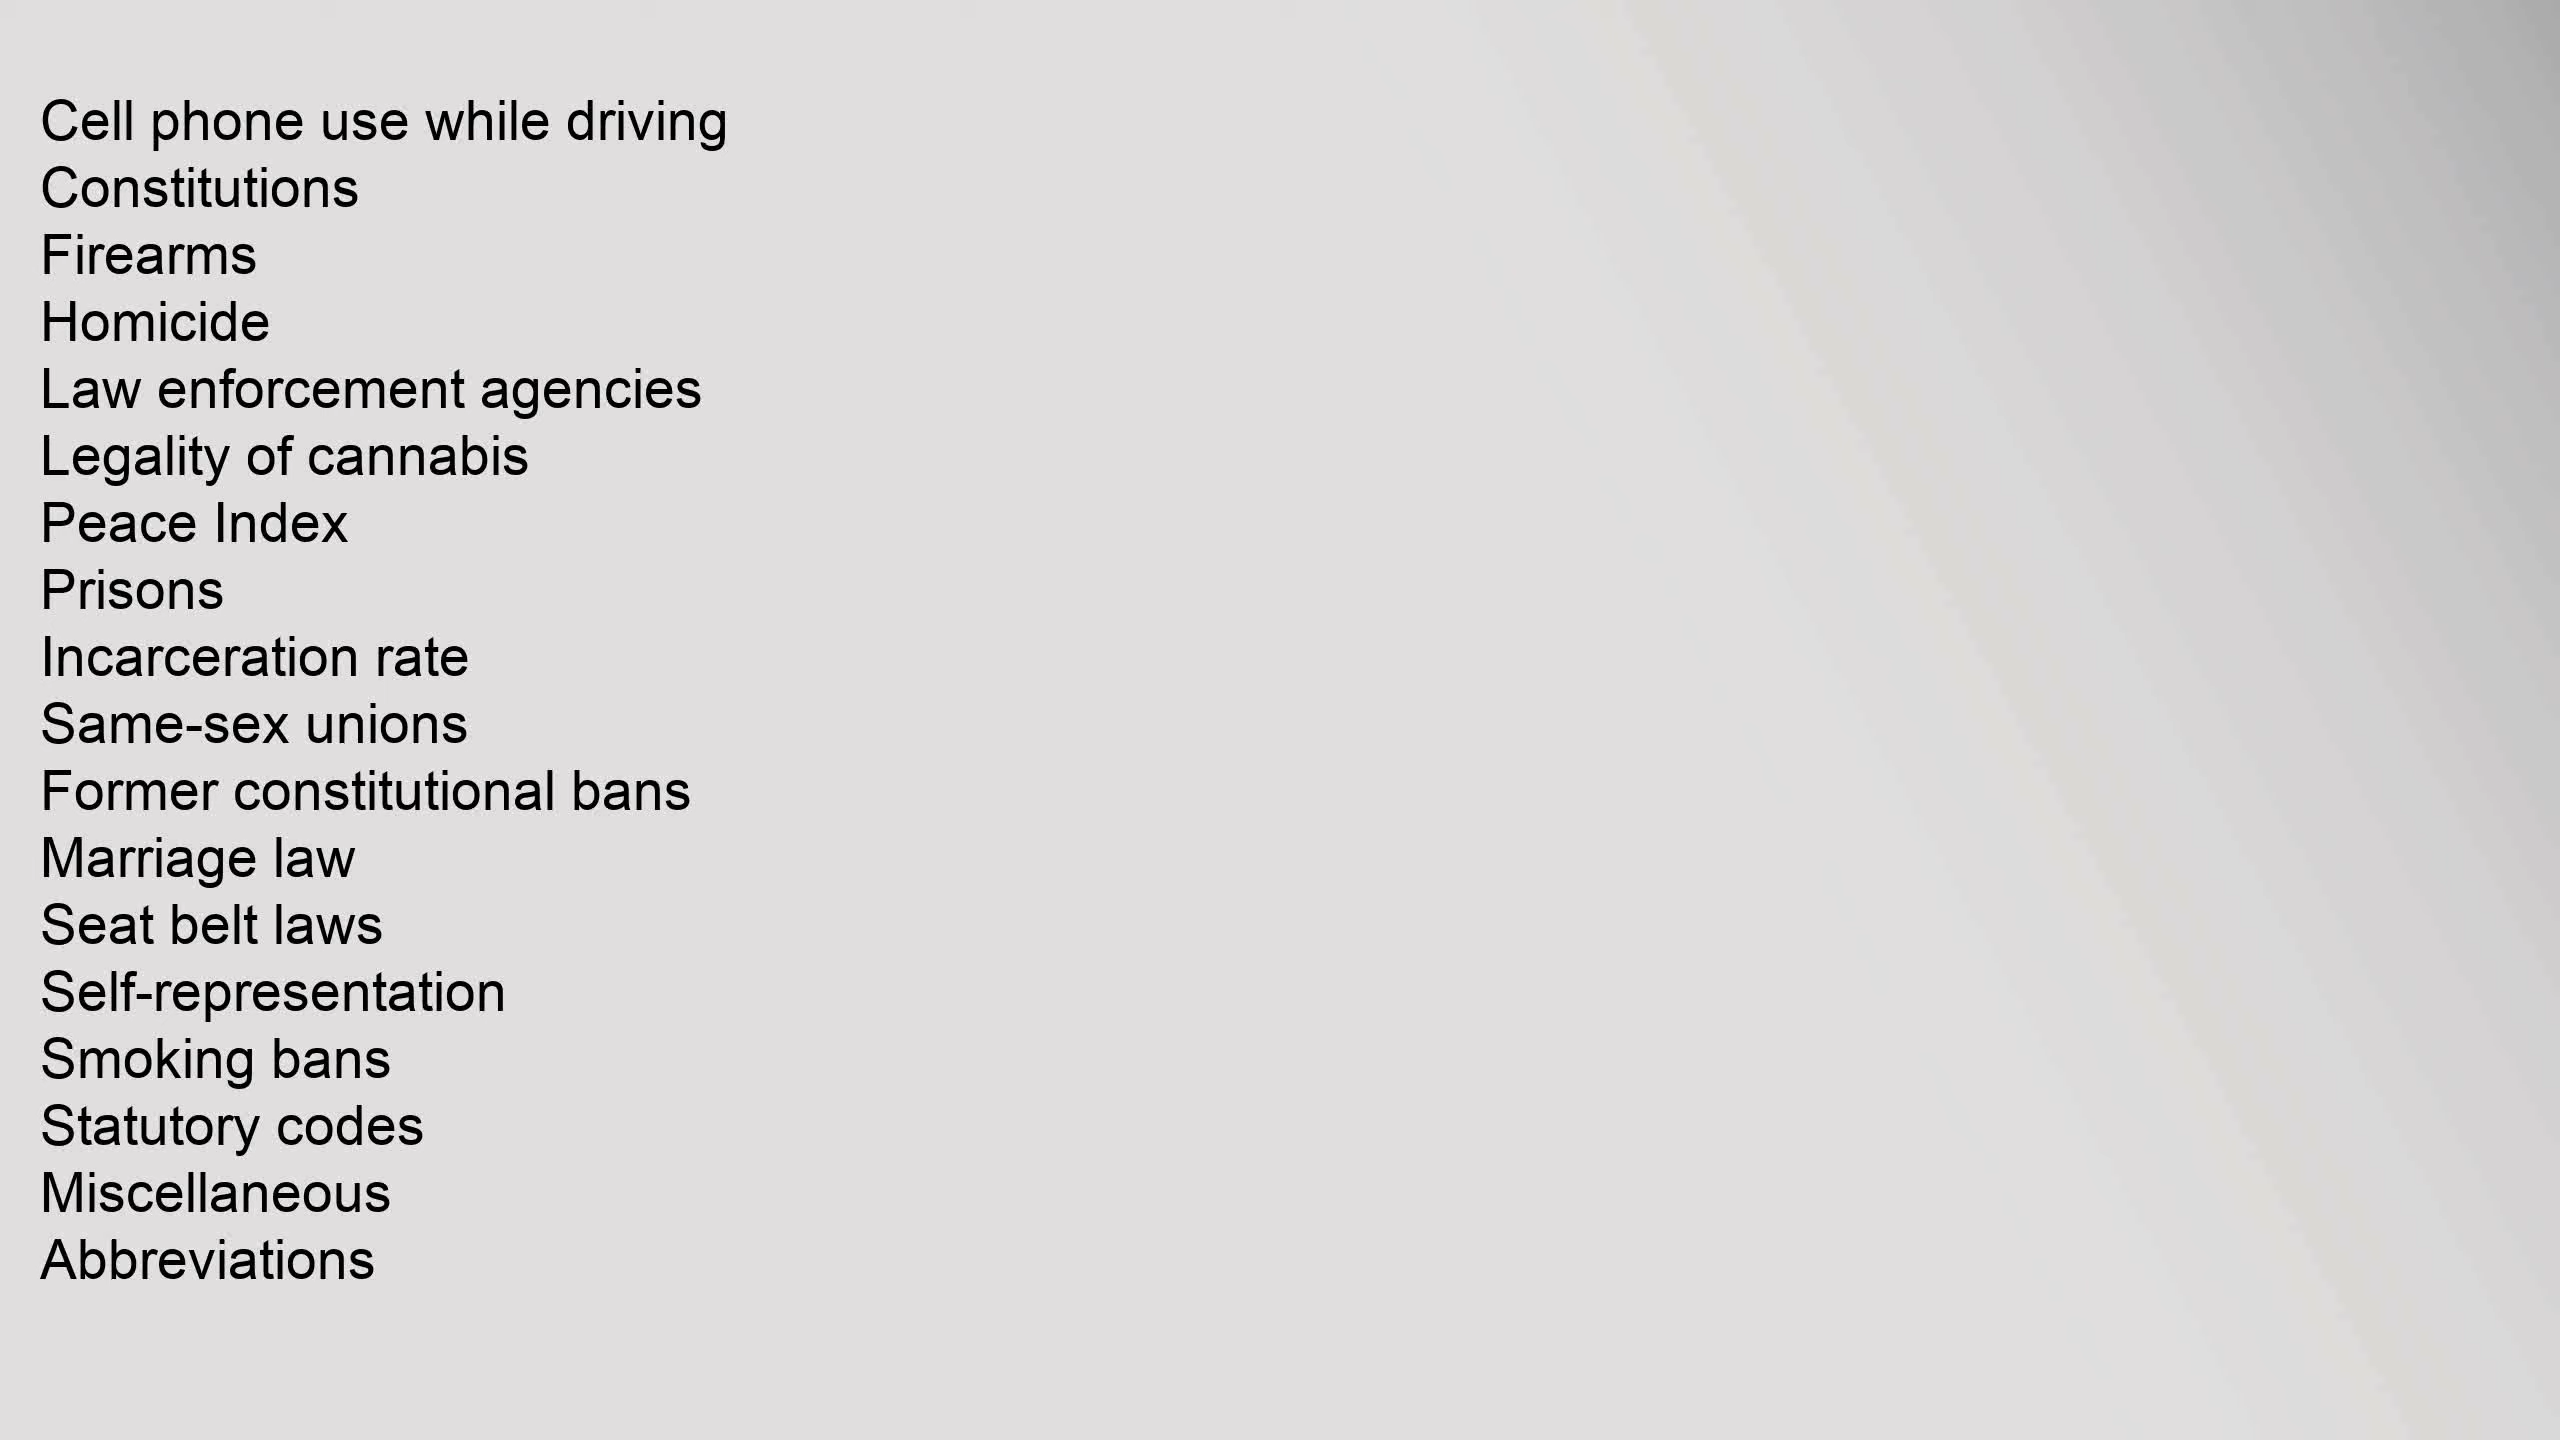 Cell phone use while driving
Constitutions
Firearms
Homicide
Law enforcement agencies
Legality of cannabis
Peace Index
Prisons
Incarceration rate
Same-sex unions
Former constitutional bans
Marriage law
Seat belt laws
Self-representation
Smoking bans
Statutory codes
Miscellaneous
Abbreviations